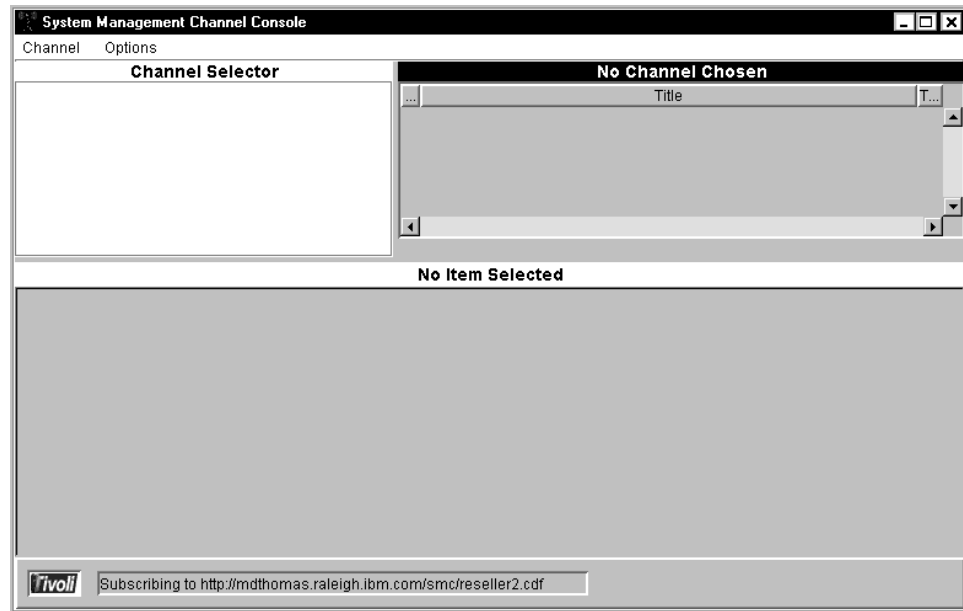 System Management Channel Console
Channel Options
Channel Selector
No Channel Chosen
... Title T...
No Item Selected
Tivoli
Subscribing to http://mdthomas.raleigh.ibm.com/smc/reseller2.cdf